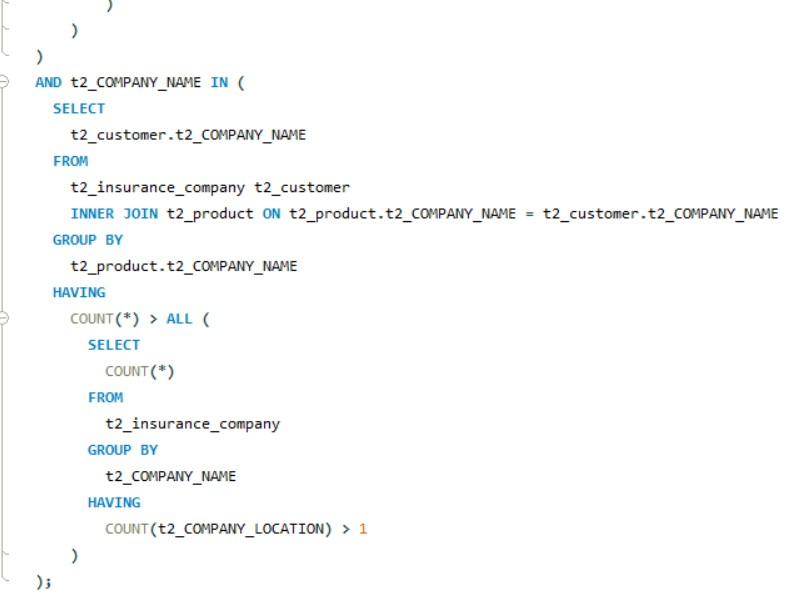 )
)
)
AND t2_COMPANY_NAME IN (
SELECT
t2_customer.t2_COMPANY_NAME
FROM
t2_insurance_company t2_customer
INNER JOIN t2_product ON t2_product.t2_COMPANY_NAME = t2_customer.t2_COMPANY_NAME
GROUP BY
t2_product.t2_COMPANY_NAME
HAVING
COUNT(*) > ALL (
SELECT
COUNT(*)
FROM
t2_insurance_company
GROUP BY
t2_COMPANY_NAME
HAVING
COUNT(t2_COMPANY_LOCATION) > 1
)
);